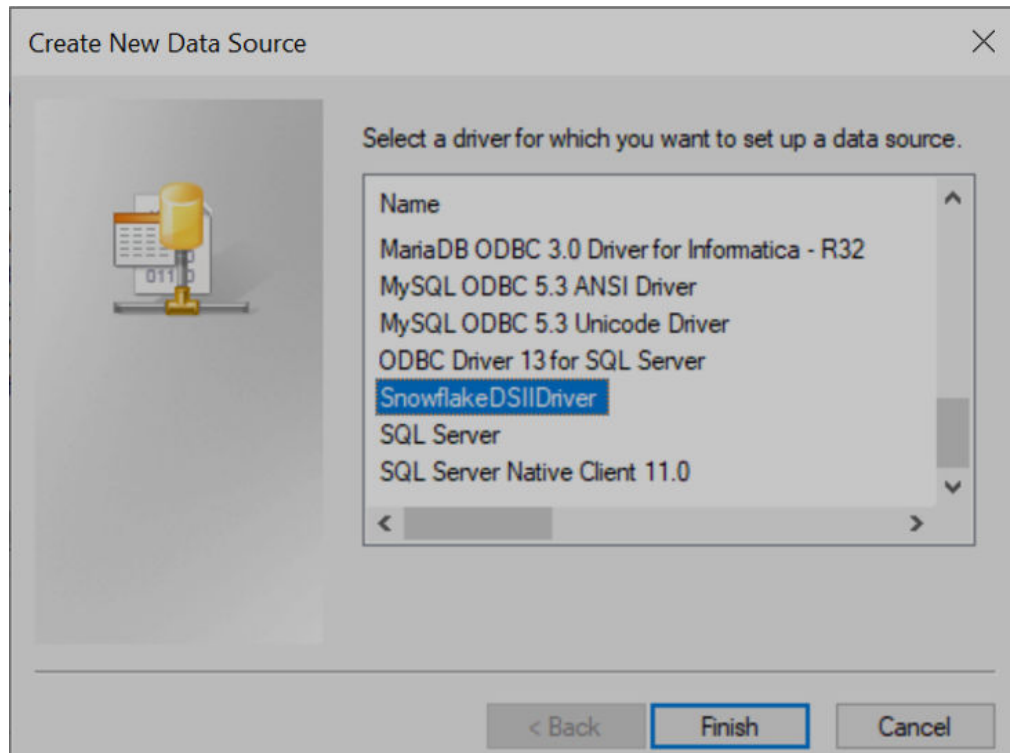 Create New Data Source
Select a driver for which you want to set up a data source.
Name
MariaDB ODBC 3.0 Driver for Informatica - R32
MySQL ODBC 5.3 ANSI Driver
MySQL ODBC 5.3 Unicode Driver
ODBC Driver 13 for SQL Server
SnowflakeDSIIDriver
SQL Server
SQL Server Native Client 11.0
< Back Finish Cancel